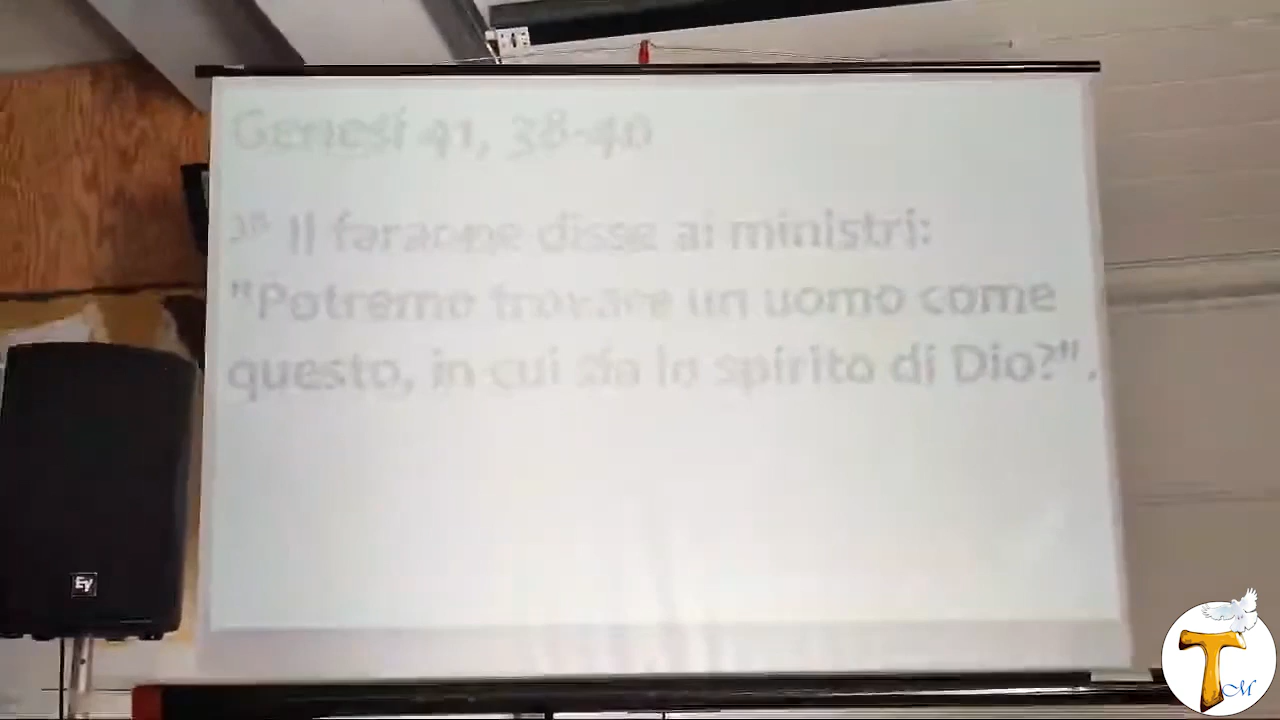 Genesi 41, 38-40
38 Il faraone disse ai ministri:
"Potremo trovare un uomo come
questo, in cui sia lo spirito di Dio?".
EV
T
M